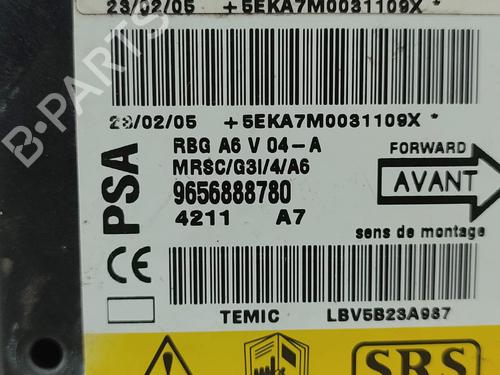 23/02/05 +5EKA7M0031109X *
23/02/05 +5EKA7M0031109X *
PSA
RBG A6 V 04-A
MRSC/G3I/4/A6
9656888780
4211 A7
FORWARD
AVANT
sens de montage
CE
TEMIC LBV5B23A987
SRS